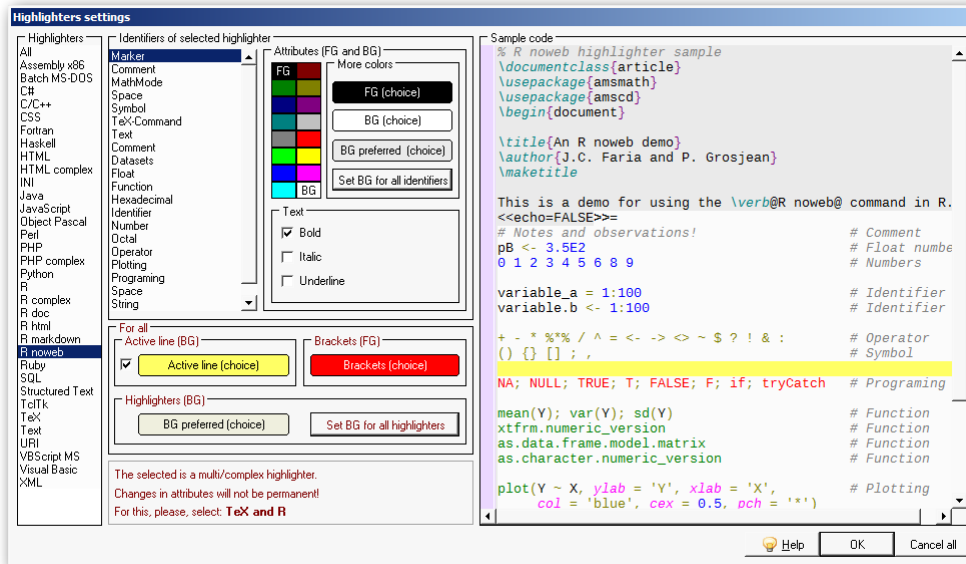 Highlighters settings
Highlighters
All
Assembly x86
Batch MS-DOS
C#
C/C++
CSS
Fortran
Haskell
HTML
HTML complex
INI
Java
JavaScript
Object Pascal
Perl
PHP
PHP complex
Python
R
R complex
R doc
R html
R markdown
R noweb
Ruby
SQL
Structured Text
TclTk
TeX
Text
URI
VBScript MS
Visual Basic
XML
Identifiers of selected highlighter
Marker
Comment
MathMode
Space
Symbol
TeX-Command
Text
Comment
Datasets
Float
Function
Hexadecimal
Identifier
Number
Octal
Operator
Plotting
Programing
Space
String
Attributes (FG and BG)
FG
BG
More colors
FG (choice)
BG (choice)
BG preferred (choice)
Set BG for all identifiers
Text
Bold
Italic
Underline
For all
Active line (BG)
Active line (choice)
Brackets (FG)
Brackets (choice)
Highlighters (BG)
BG preferred (choice)
Set BG for all highlighters
The selected is a multi/complex highlighter.
Changes in attributes will not be permanent!
For this, please, select: TeX and R
Sample code
% R noweb highlighter sample
\documentclass{article}
\usepackage{amsmath}
\usepackage{amscd}
\begin{document}
\title{An R noweb demo}
\author{J.C. Faria and P. Grosjean}
\maketitle
This is a demo for using the \verb@R noweb@ command in R.
<<echo=FALSE>>=
# Notes and observations! # Comment
pB <- 3.5E2 # Float numbe
0 1 2 3 4 5 6 8 9 # Numbers
variable_a = 1:100 # Identifier
variable.b <- 1:100 # Identifier
+ - * %*% / ^ = <- -> <> ~ $ ? ! & : # Operator
() {} [] ; , # Symbol
NA; NULL; TRUE; T; FALSE; F; if; tryCatch # Programing
mean(Y); var(Y); sd(Y) # Function
xtfrm.numeric_version # Function
as.data.frame.model.matrix # Function
as.character.numeric_version # Function
plot(Y ~ X, ylab = 'Y', xlab = 'X', # Plotting
col = 'blue', cex = 0.5, pch = '*')
Help
OK
Cancel all